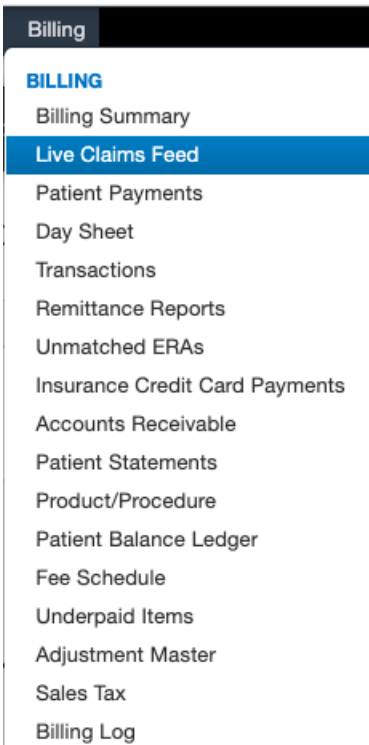 Billing
BILLING
Billing Summary
Live Claims Feed
Patient Payments
Day Sheet
Transactions
Remittance Reports
Unmatched ERAs
Insurance Credit Card Payments
Accounts Receivable
Patient Statements
Product/Procedure
Patient Balance Ledger
Fee Schedule
Underpaid Items
Adjustment Master
Sales Tax
Billing Log